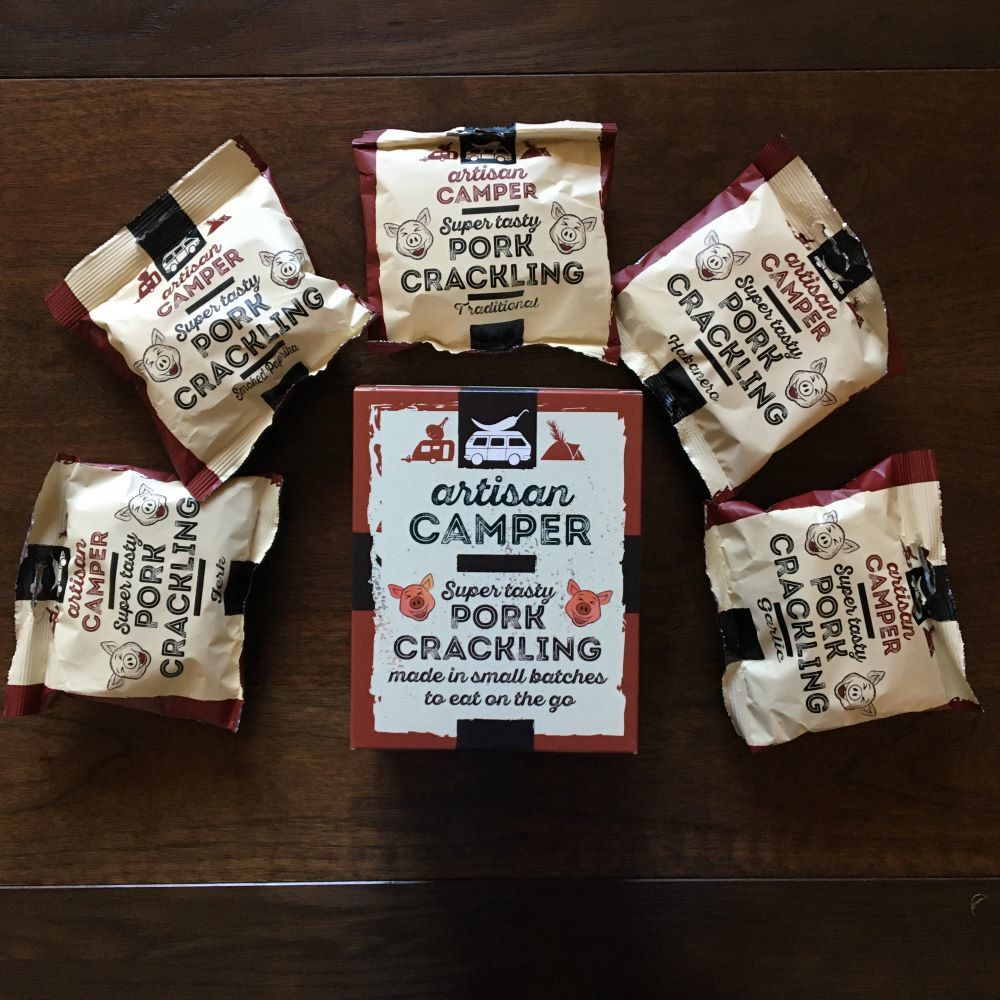 artisan
CAMPER
Super tasty
PORK
CRACKLING
Smoked Paprika
artisan
CAMPER
Super tasty
PORK
CRACKLING
Traditional
artisan
CAMPER
Super tasty
PORK
CRACKLING
Habanero
artisan
CAMPER
Super tasty
PORK
CRACKLING
Jerk
artisan
CAMPER
Super tasty
PORK
CRACKLING
made in small batches
to eat on the go
artisan
CAMPER
Super tasty
PORK
CRACKLING
Garlic